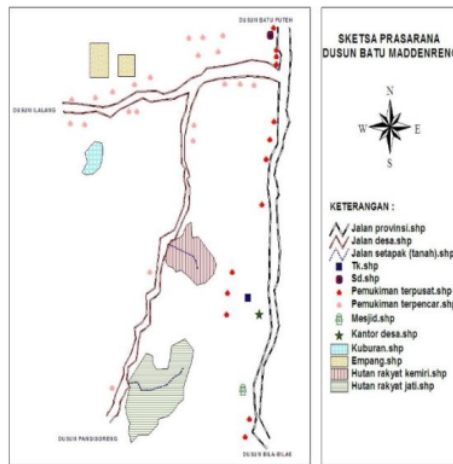 DUSUN BATU PUTEH
DUSUN ILALANG
DUSUN PANGGORENG
DUSUN BILA-BILAE
SKETSA PRASARANA
DUSUN BATU MADDENRENG
N
W
E
S
KETERANGAN :
Jalan provinsi.shp
Jalan desa.shp
Jalan setapak (tanah).shp
Tk.shp
Sd.shp
Pemukiman terpusat.shp
Pemukiman terpencar.shp
Mesjid.shp
Kantor desa.shp
Kuburan.shp
Empang.shp
Hutan rakyat kemiri.shp
Hutan rakyat jati.shp